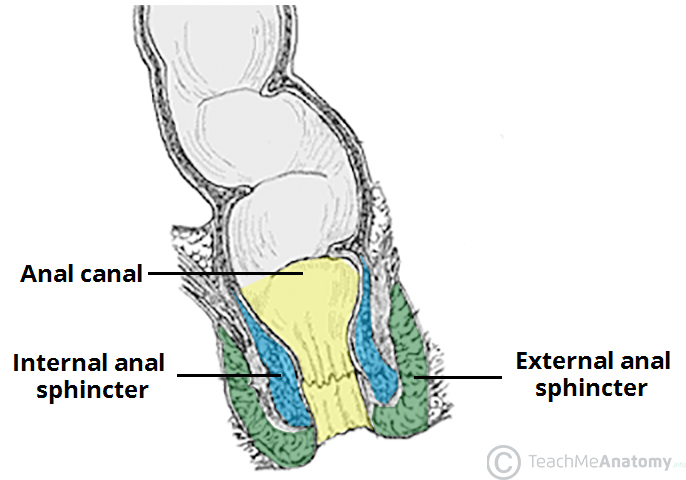 Anal canal
Internal anal
sphincter
External anal
sphincter
© TeachMeAnatomy